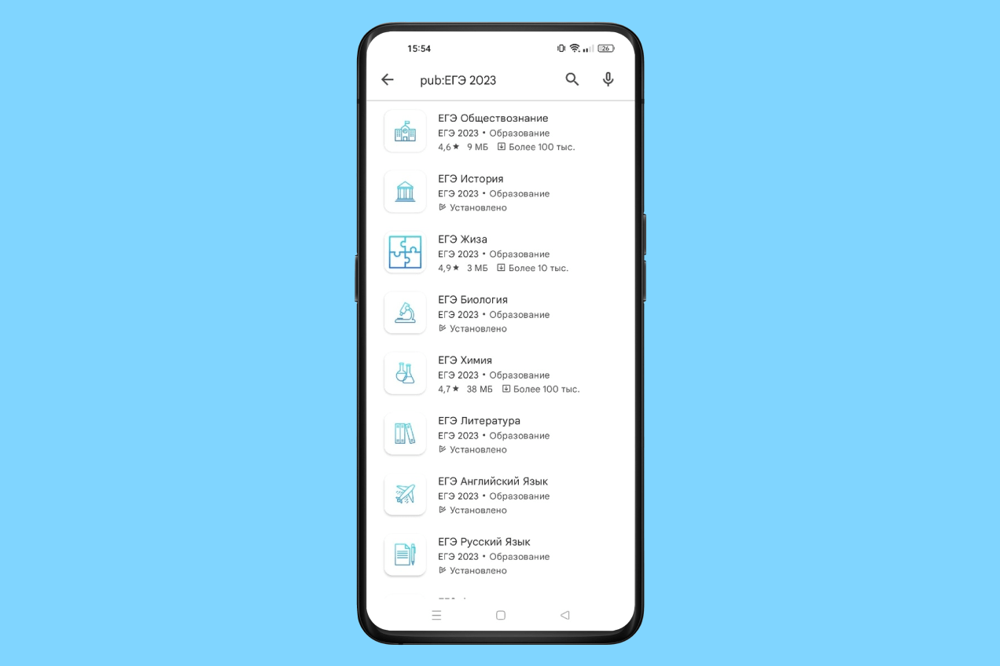 15:54
26
pub:ЕГЭ 2023
ЕГЭ Обществознание
ЕГЭ 2023 • Образование
4,6★ 9 МБ Более 100 тыс.
ЕГЭ История
ЕГЭ 2023 • Образование
Установлено
ЕГЭ Жиза
ЕГЭ 2023 • Образование
4,9★ 3 МБ Более 10 тыс.
ЕГЭ Биология
ЕГЭ 2023 • Образование
Установлено
ЕГЭ Химия
ЕГЭ 2023 • Образование
4,7★ 38 МБ Более 100 тыс.
ЕГЭ Литература
ЕГЭ 2023 • Образование
Установлено
ЕГЭ Английский Язык
ЕГЭ 2023 • Образование
Установлено
ЕГЭ Русский Язык
ЕГЭ 2023 • Образование
Установлено